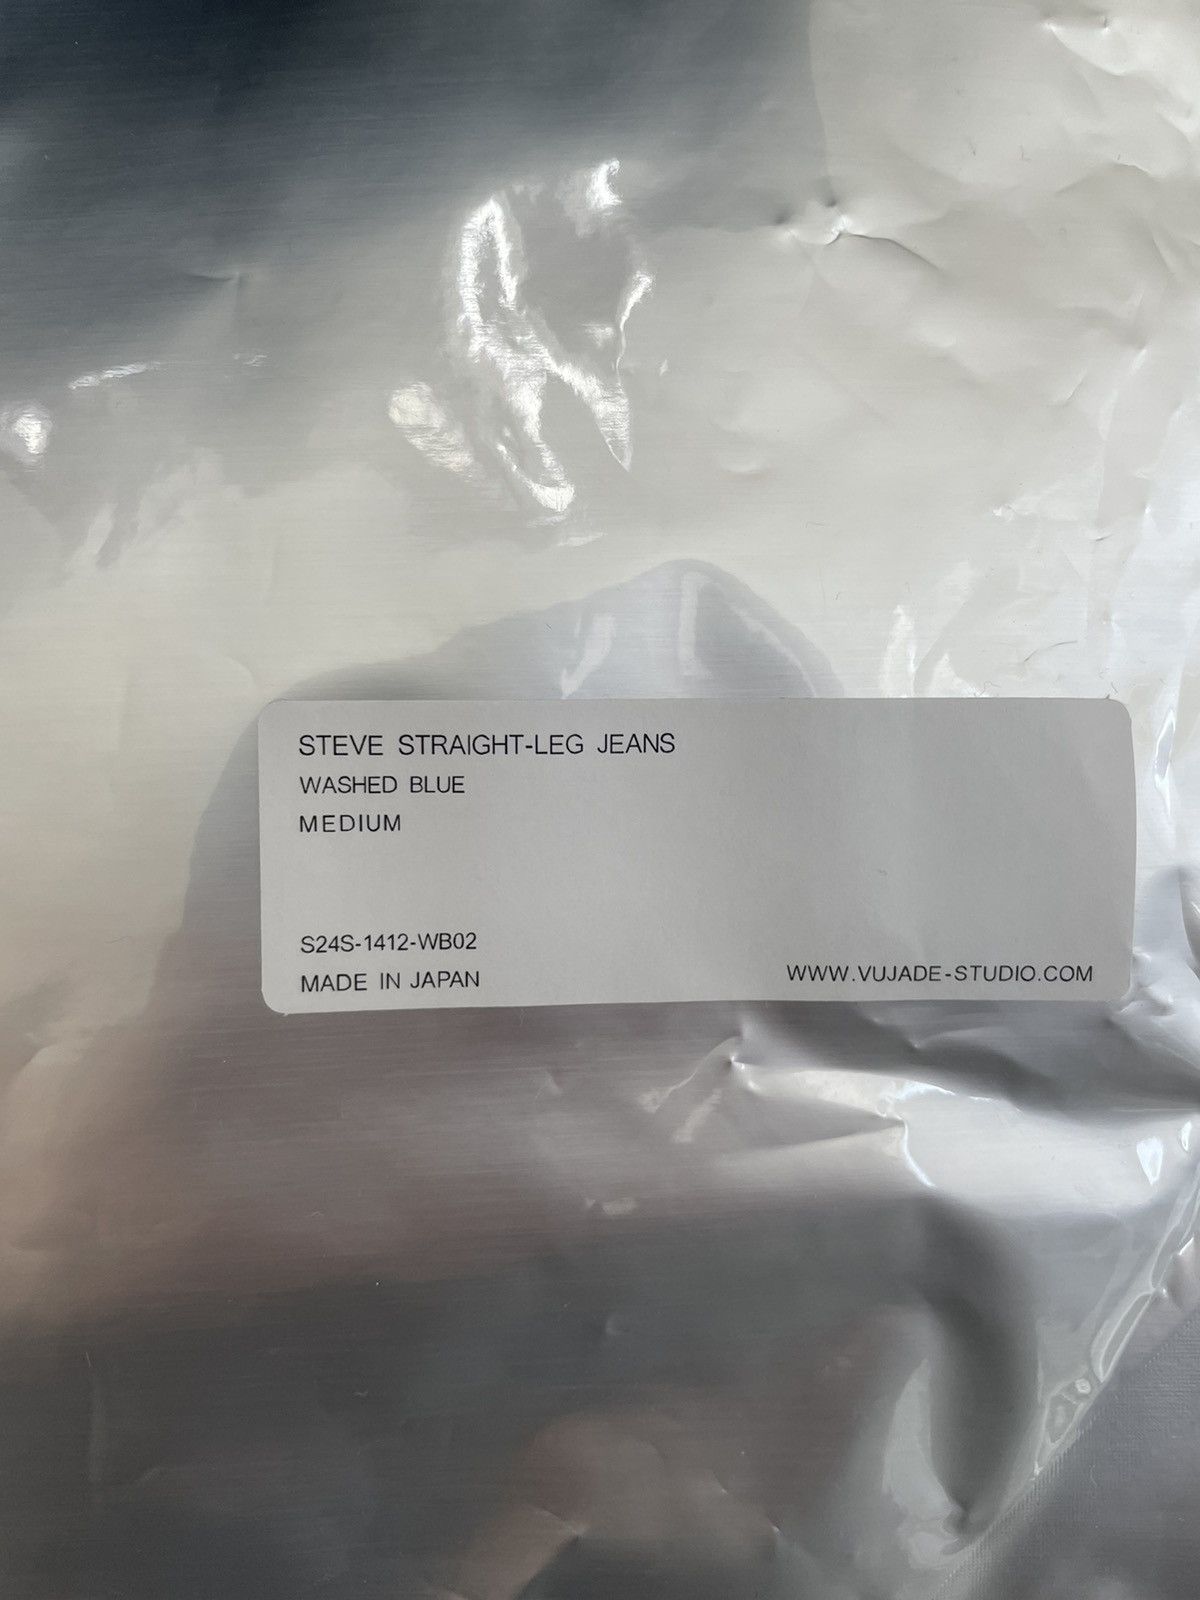 STEVE STRAIGHT-LEG JEANS
WASHED BLUE
MEDIUM
S24S-1412-WB02
MADE IN JAPAN
WWW.VUJADE-STUDIO.COM